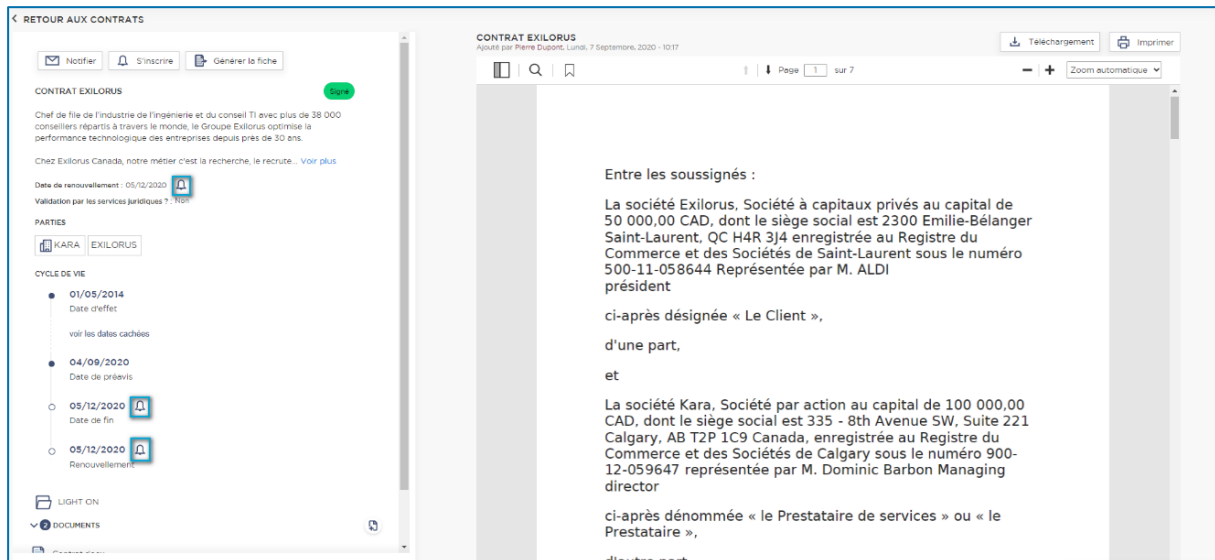 RETOUR AUX CONTRATS
Notifier
S'inscrire
Générer la fiche
CONTRAT EXILORUS
Signé
Chef de file de l'industrie de l'ingénierie et du conseil TI avec plus de 38 000
conseillers répartis à travers le monde, le Groupe Exilorus optimise la
performance technologique des entreprises depuis près de 30 ans.
Chez Exilorus Canada, notre métier c'est la recherche, le recrute... Voir plus
Date de renouvellement : 05/12/2020
Validation par les services juridiques ? : Non
PARTIES
KARA
EXILORUS
CYCLE DE VIE
01/05/2014
Date d'effet
voir les dates cachées
04/09/2020
Date de préavis
05/12/2020
Date de fin
05/12/2020
Renouvellement
LIGHT ON
2 DOCUMENTS
CONTRAT EXILORUS
Ajouté par Pierre Dupont, Lundi, 7 Septembre, 2020 - 10:17
Téléchargement
Imprimer
Page 1 sur 7
Zoom automatique
Entre les soussignés :
La société Exilorus, Société à capitaux privés au capital de
50 000,00 CAD, dont le siège social est 2300 Emilie-Bélanger
Saint-Laurent, QC H4R 3J4 enregistrée au Registre du
Commerce et des Sociétés de Saint-Laurent sous le numéro
500-11-058644 Représentée par M. ALDI
président
ci-après désignée « Le Client »,
d'une part,
et
La société Kara, Société par action au capital de 100 000,00
CAD, dont le siège social est 335 - 8th Avenue SW, Suite 221
Calgary, AB T2P 1C9 Canada, enregistrée au Registre du
Commerce et des Sociétés de Calgary sous le numéro 900-
12-059647 représentée par M. Dominic Barbon Managing
director
ci-après dénommée « le Prestataire de services » ou « le
Prestataire »,